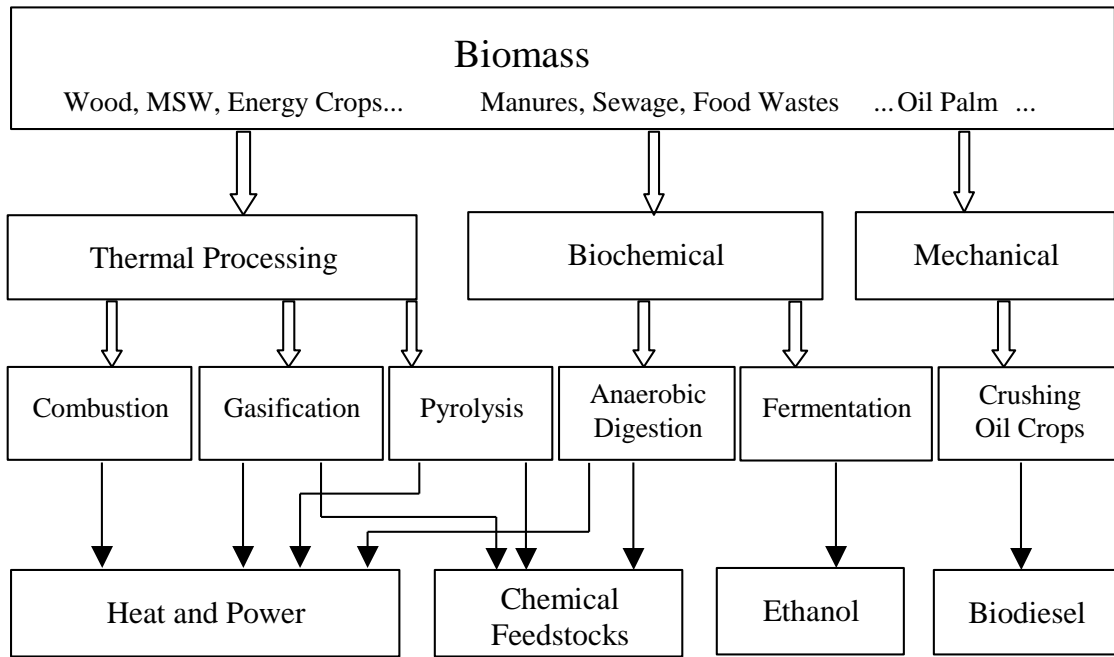 Biomass
Wood, MSW, Energy Crops...
Manures, Sewage, Food Wastes
...Oil Palm ...
Thermal Processing
Biochemical
Mechanical
Combustion
Gasification
Pyrolysis
Anaerobic
Digestion
Fermentation
Crushing
Oil Crops
Heat and Power
Chemical
Feedstocks
Ethanol
Biodiesel